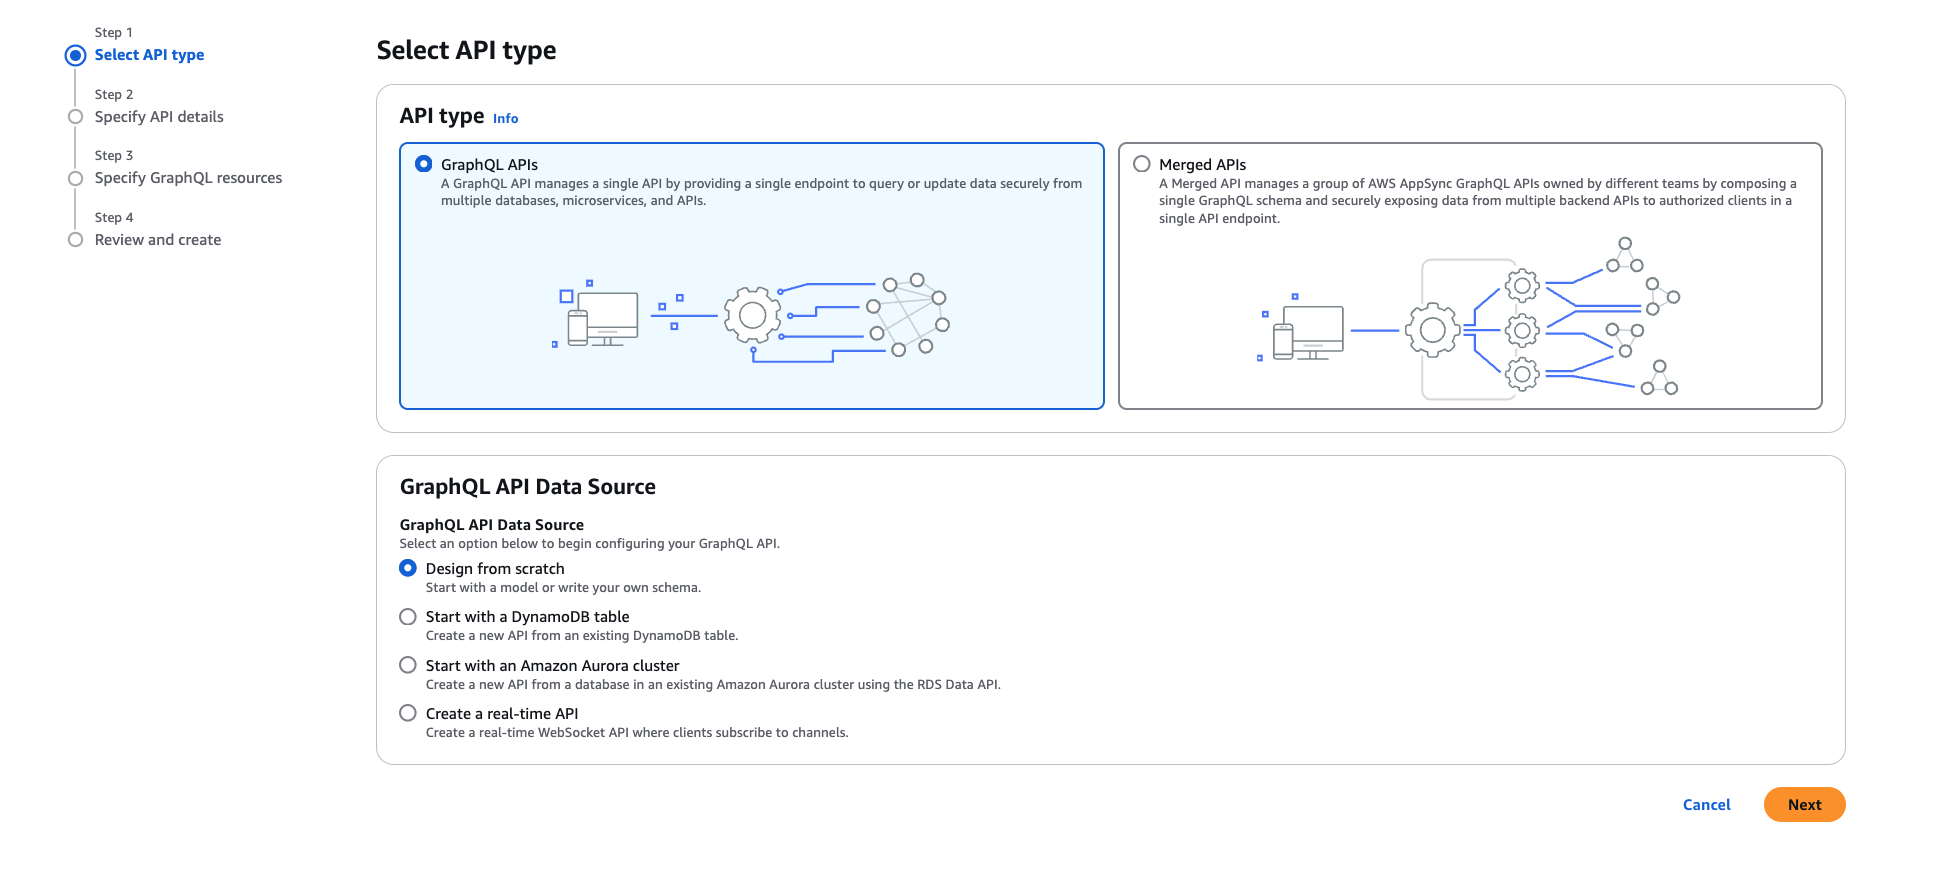 Step 1
Select API type
Step 2
Specify API details
Step 3
Specify GraphQL resources
Step 4
Review and create
Select API type
API type Info
GraphQL APIs
A GraphQL API manages a single API by providing a single endpoint to query or update data securely from
multiple databases, microservices, and APIs.
Merged APIs
A Merged API manages a group of AWS AppSync GraphQL APIs owned by different teams by composing a
single GraphQL schema and securely exposing data from multiple backend APIs to authorized clients in a
single API endpoint.
GraphQL API Data Source
GraphQL API Data Source
Select an option below to begin configuring your GraphQL API.
Design from scratch
Start with a model or write your own schema.
Start with a DynamoDB table
Create a new API from an existing DynamoDB table.
Start with an Amazon Aurora cluster
Create a new API from a database in an existing Amazon Aurora cluster using the RDS Data API.
Create a real-time API
Create a real-time WebSocket API where clients subscribe to channels.
Cancel
Next